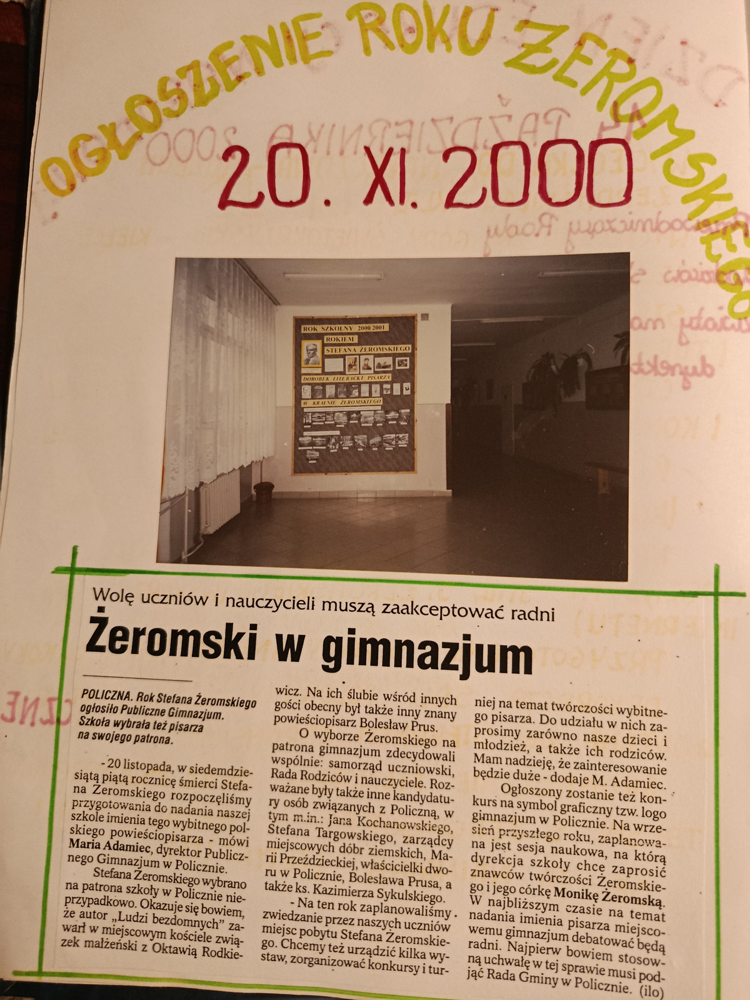 OGŁOSZENIE ROKU ŻEROMSKIEGO
20. XI. 2000
ROK SZKOLNY 2000 2001
ROKIEM
STEFANA ŻEROMSKIEGO
DOROBEK LITERACKI PISARZA
W KRAINIE ŻEROMSKIEGO
Wolę uczniów i nauczycieli muszą zaakceptować radni
Żeromski w gimnazjum
POLICZNA. Rok Stefana Żeromskiego
ogłosiło Publiczne Gimnazjum.
Szkoła wybrała też pisarza
na swojego patrona.
- 20 listopada, w siedemdzie-
siątą piątą rocznicę śmierci Stefa-
na Żeromskiego rozpoczęliśmy
przygotowania do nadania naszej
szkole imienia tego wybitnego pol-
skiego powieściopisarza - mówi
Maria Adamiec, dyrektor Publicz-
nego Gimnazjum w Policznie.
Stefana Żeromskiego wybrano
na patrona szkoły w Policznie nie-
przypadkowo. Okazuje się bowiem,
że autor „Ludzi bezdomnych” za-
warł w miejscowym kościele zwią-
zek małżeński z Oktawią Rodkie-
wicz. Na ich ślubie wśród innych
gości obecny był także inny znany
powieściopisarz Bolesław Prus.
O wyborze Żeromskiego na
patrona gimnazjum zdecydowali
wspólnie: samorząd uczniowski,
Rada Rodziców i nauczyciele. Roz-
ważane były także inne kandydatu-
ry osób związanych z Policzną, w
tym m.in.: Jana Kochanowskiego,
Stefana Targowskiego, zarządcy
miejscowych dóbr ziemskich, Ma-
rii Przeździeckiej, właścicielki dwo-
ru w Policznie, Bolesława Prusa, a
także ks. Kazimierza Sykulskiego.
- Na ten rok zaplanowaliśmy
zwiedzanie przez naszych uczniów
miejsc pobytu Stefana Żeromskie-
go. Chcemy też urządzić kilka wy-
staw, zorganizować konkursy i tur-
niej na temat twórczości wybitne-
go pisarza. Do udziału w nich za-
prosimy zarówno nasze dzieci i
młodzież, a także ich rodziców.
Mam nadzieję, że zainteresowanie
będzie duże - dodaje M. Adamiec.
Ogłoszony zostanie też kon-
kurs na symbol graficzny tzw. logo
gimnazjum w Policznie. Na wrze-
sień przyszłego roku, zaplanowa-
na jest sesja naukowa, na którą
dyrekcja szkoły chce zaprosić
znawców twórczości Żeromskie-
go i jego córkę Monikę Żeromską.
W najbliższym czasie na temat
nadania imienia pisarza miejsco-
wemu gimnazjum debatować będą
radni. Najpierw bowiem stosow-
ną uchwałę w tej sprawie musi pod-
jąć Rada Gminy w Policznie. (ilo)